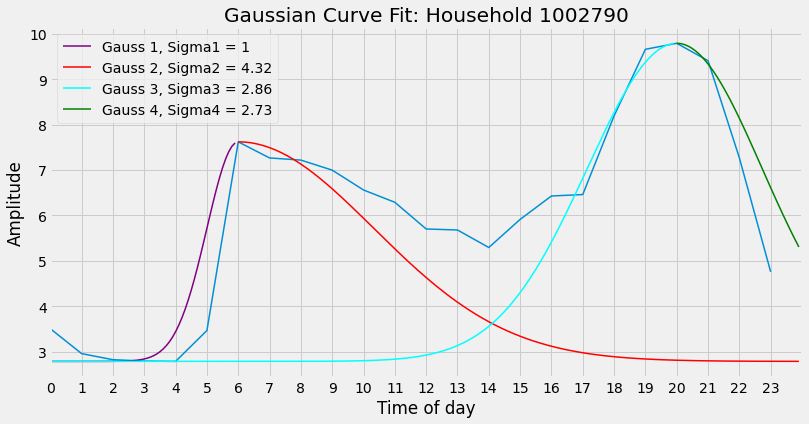 Gaussian Curve Fit: Household 1002790
Gauss 1, Sigma1 = 1
Gauss 2, Sigma2 = 4.32
Gauss 3, Sigma3 = 2.86
Gauss 4, Sigma4 = 2.73
Amplitude
10
9
8
7
6
5
4
3
0 1 2 3 4 5 6 7 8 9 10 11 12 13 14 15 16 17 18 19 20 21 22 23
Time of day